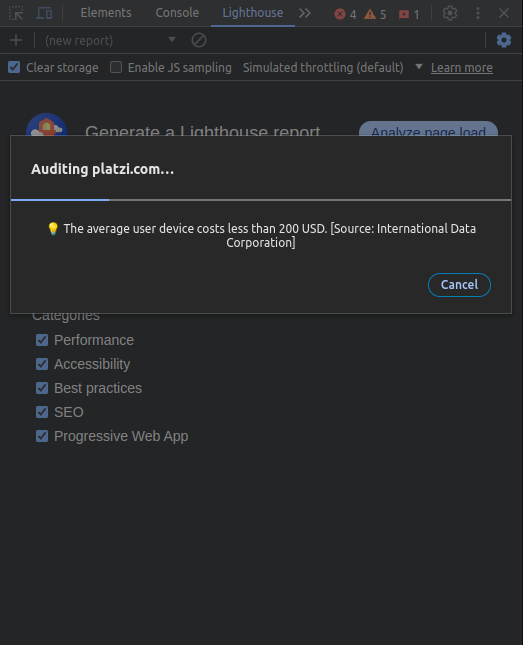 Elements Console Lighthouse 4 5 1
(new report)
Clear storage Enable JS sampling Simulated throttling (default) Learn more
Generate a Lighthouse report Analyze page load
Auditing platzi.com...
💡 The average user device costs less than 200 USD. [Source: International Data
Corporation]
Cancel
Categories
Performance
Accessibility
Best practices
SEO
Progressive Web App